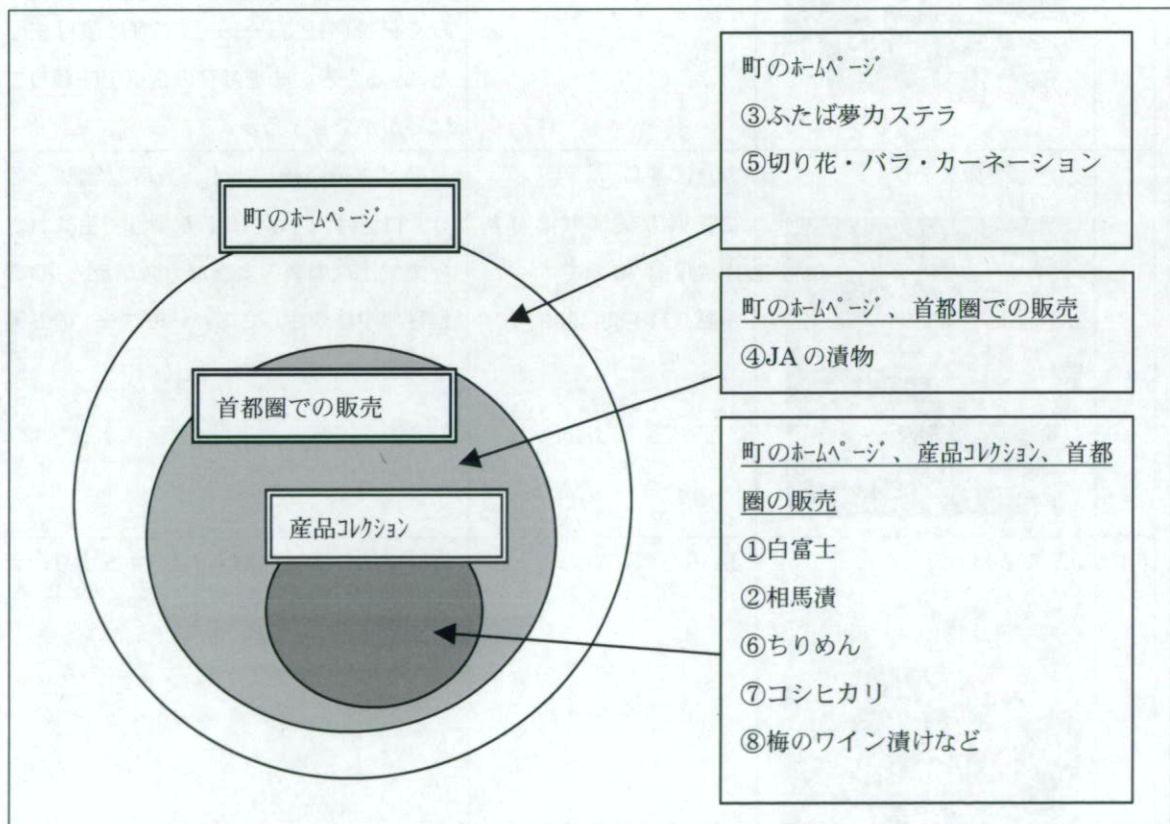 町のﾎｰﾑﾍﾟｰｼﾞ
首都圏での販売
産品ｺﾚｸｼｮﾝ
町のﾎｰﾑﾍﾟｰｼﾞ
③ふたば夢カステラ
⑤切り花・バラ・カーネーション
町のﾎｰﾑﾍﾟｰｼﾞ、首都圏での販売
④JAの漬物
町のﾎｰﾑﾍﾟｰｼﾞ、産品ｺﾚｸｼｮﾝ、首都
圏の販売
①白富士
②相馬漬
⑥ちりめん
⑦コシヒカリ
⑧梅のワイン漬けなど